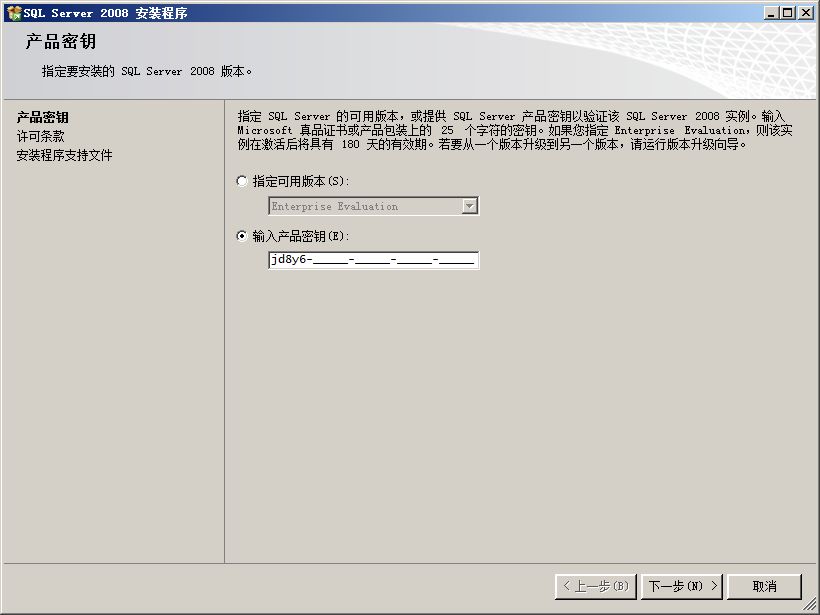 SQL Server 2008 安装程序
产品密钥
指定要安装的 SQL Server 2008 版本。
产品密钥
许可条款
安装程序支持文件
指定 SQL Server 的可用版本，或提供 SQL Server 产品密钥以验证该 SQL Server 2008 实例。输入
Microsoft 真品证书或产品包装上的 25 个字符的密钥。如果您指定 Enterprise Evaluation，则该实
例在激活后将具有 180 天的有效期。若要从一个版本升级到另一个版本，请运行版本升级向导。
指定可用版本(S):
Enterprise Evaluation
输入产品密钥(E):
jd8y6-_____-_____-_____-_____
< 上一步(B)
下一步(N) >
取消